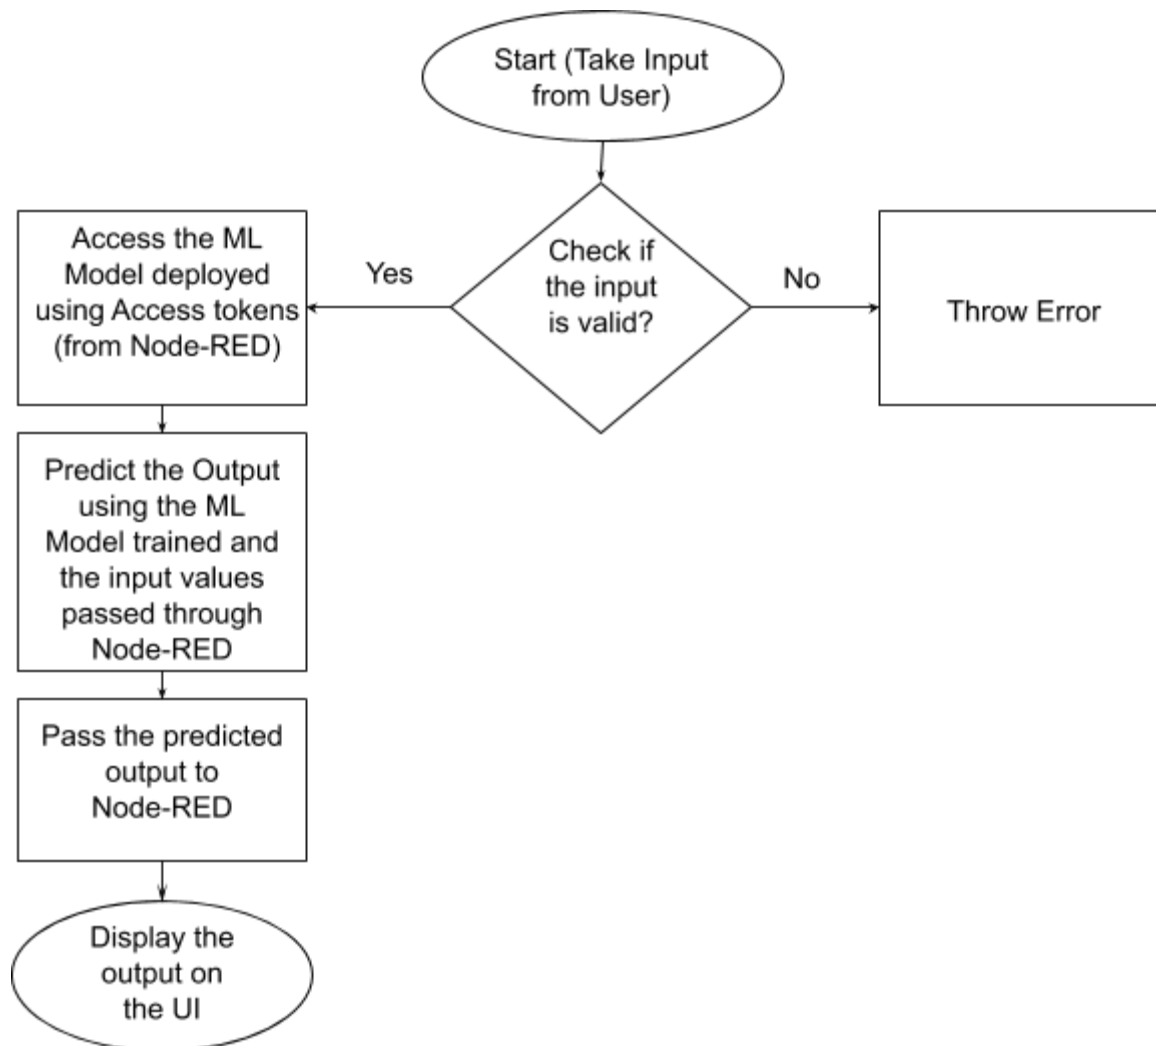 Start (Take Input
from User)
Check if
the input
is valid?
Yes
No
Access the ML
Model deployed
using Access tokens
(from Node-RED)
Throw Error
Predict the Output
using the ML
Model trained and
the input values
passed through
Node-RED
Pass the predicted
output to
Node-RED
Display the
output on
the UI